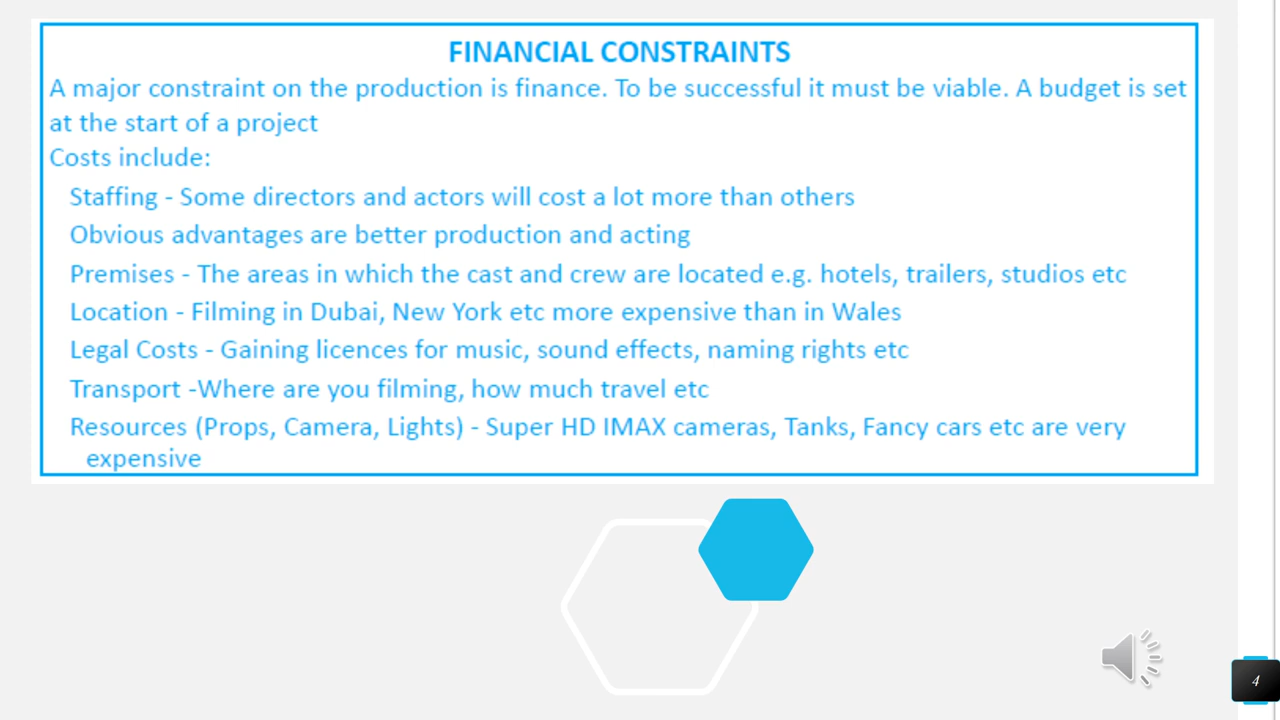 FINANCIAL CONSTRAINTS
A major constraint on the production is finance. To be successful it must be viable. A budget is set
at the start of a project
Costs include:
Staffing - Some directors and actors will cost a lot more than others
Obvious advantages are better production and acting
Premises - The areas in which the cast and crew are located e.g. hotels, trailers, studios etc
Location - Filming in Dubai, New York etc more expensive than in Wales
Legal Costs - Gaining licences for music, sound effects, naming rights etc
Transport -Where are you filming, how much travel etc
Resources (Props, Camera, Lights) - Super HD IMAX cameras, Tanks, Fancy cars etc are very
expensive
4